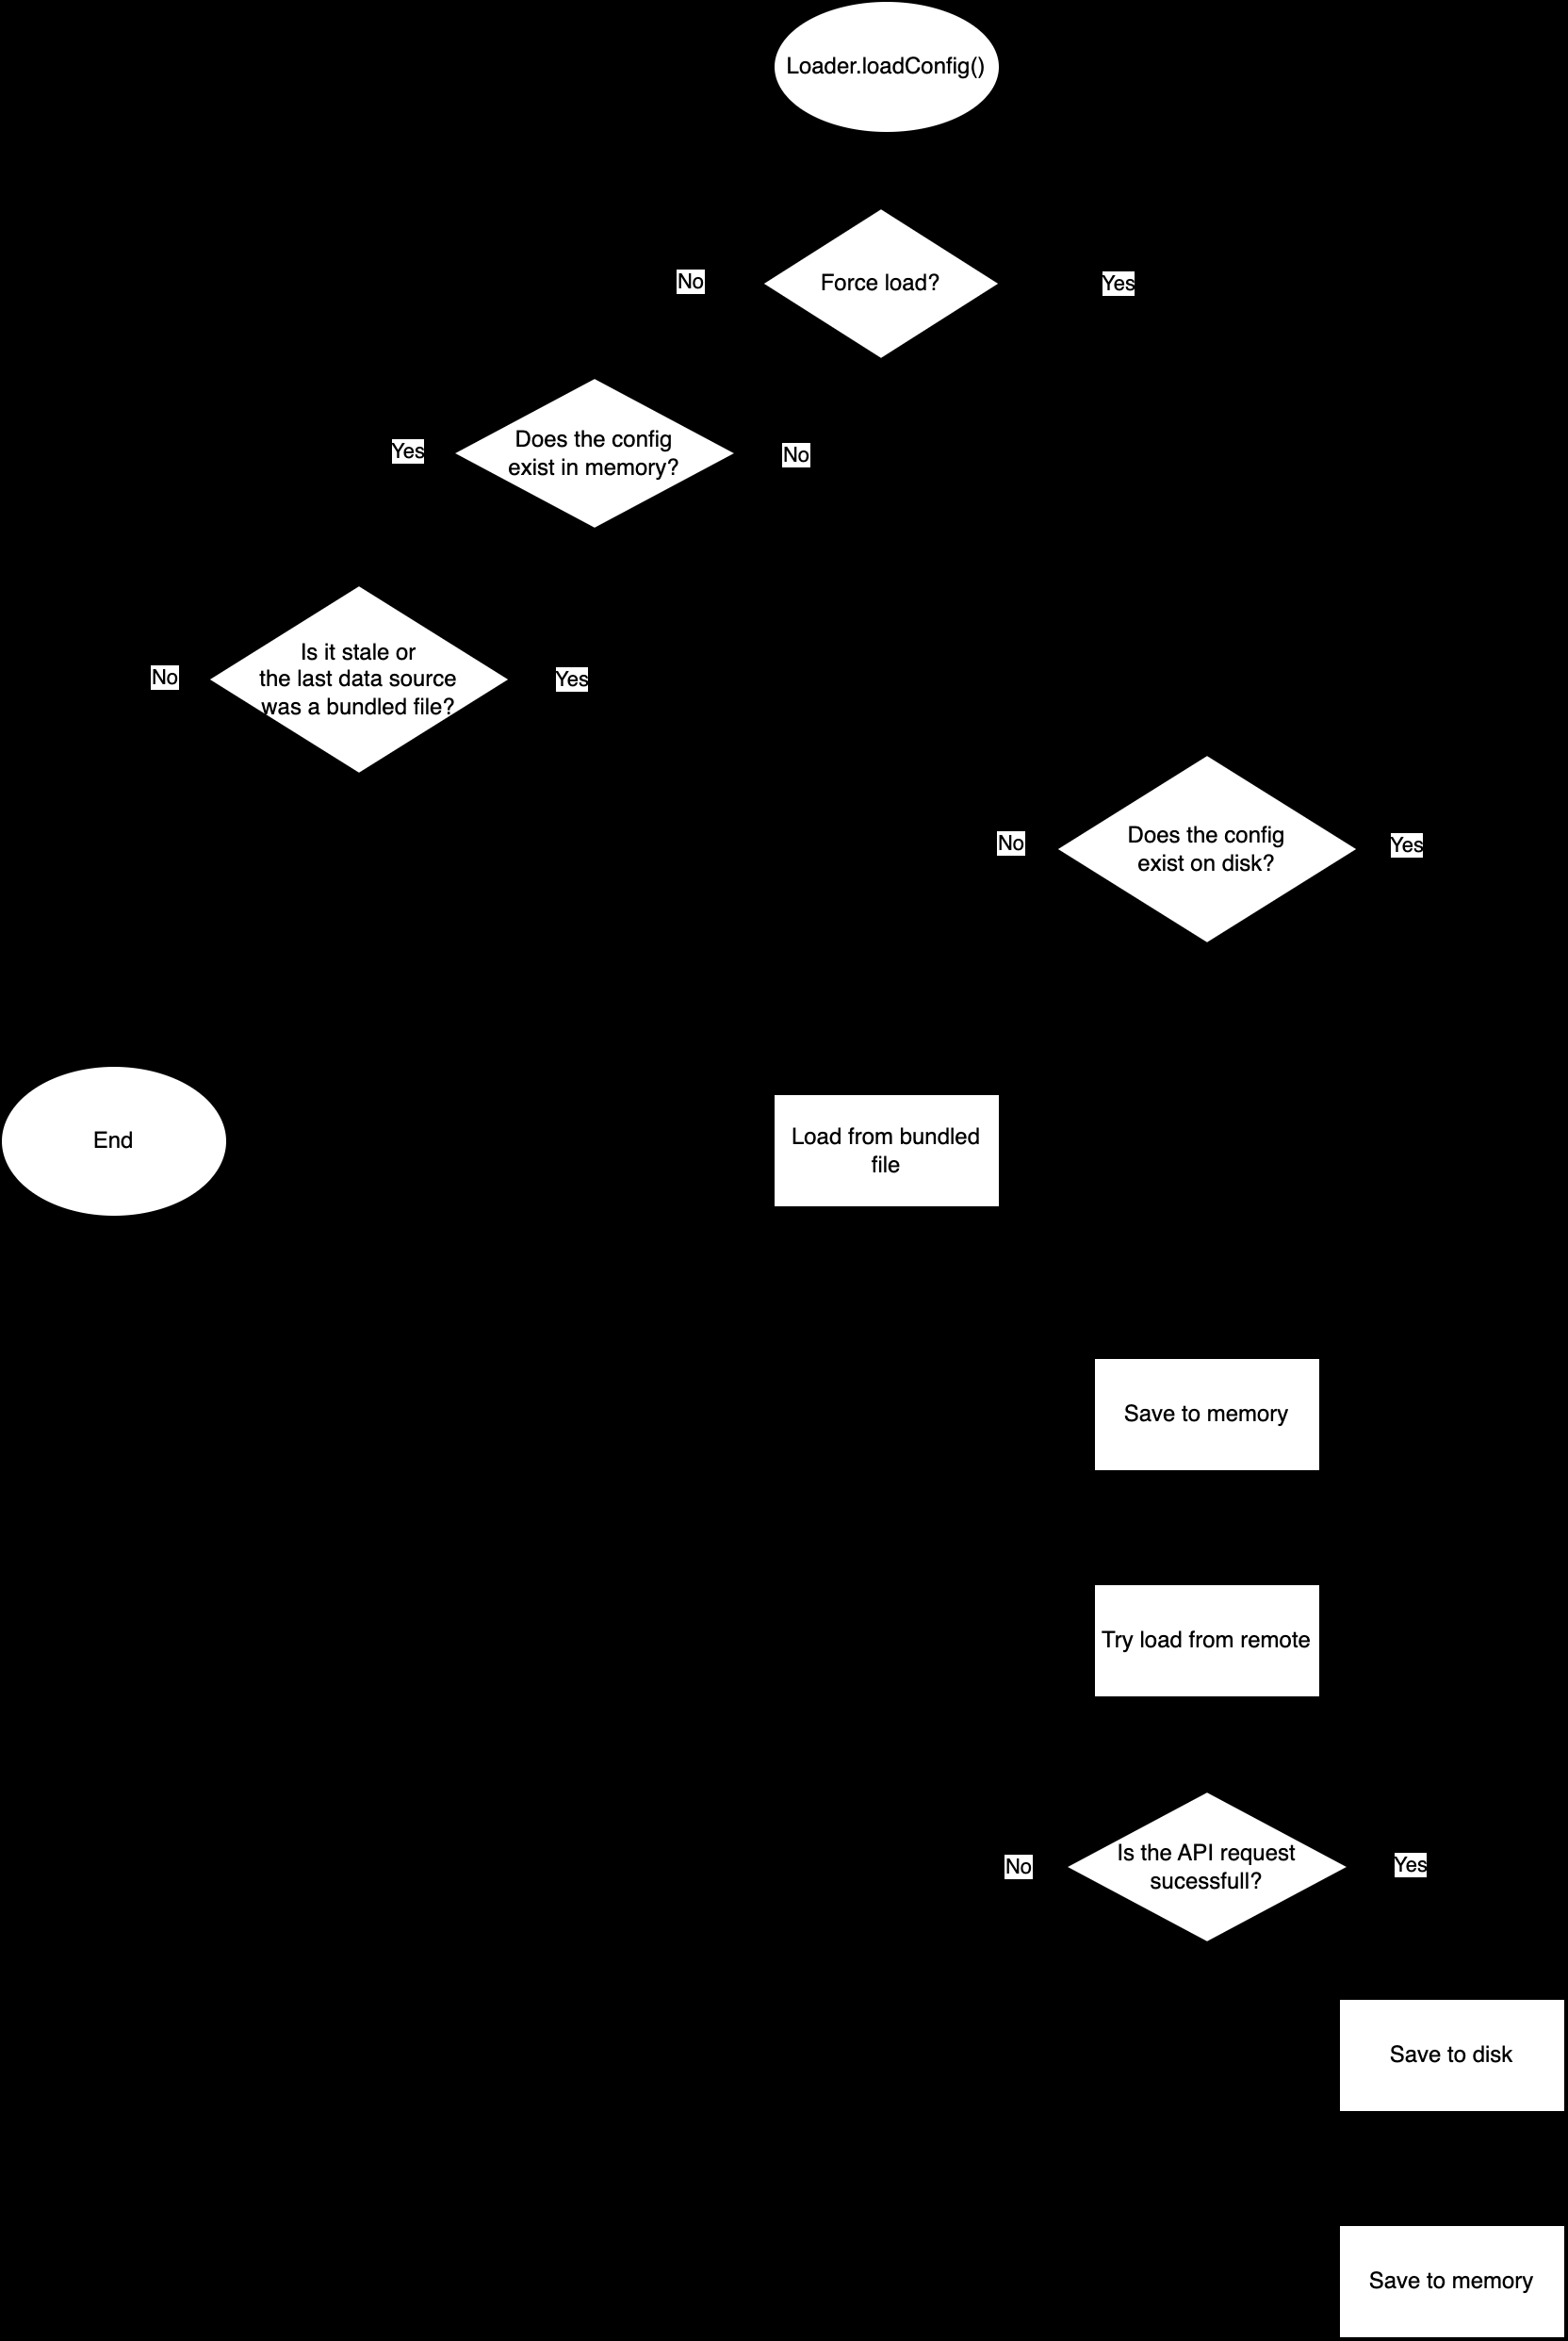 Loader.loadConfig()
No
Force load?
Yes
Yes
Does the config
exist in memory?
No
No
Is it stale or
the last data source
was a bundled file?
Yes
No
Does the config
exist on disk?
Yes
End
Load from bundled
file
Save to memory
Try load from remote
No
Is the API request
sucessfull?
Yes
Save to disk
Save to memory